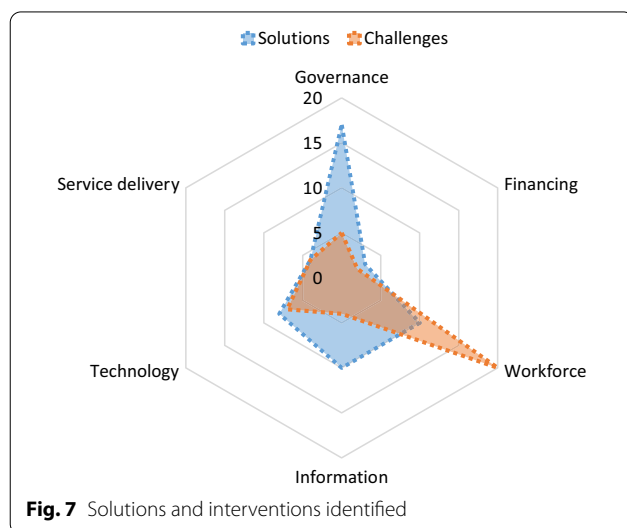 Solutions Challenges
Governance
20
15
10
5
0
Financing
Workforce
Information
Technology
Service delivery
Fig. 7 Solutions and interventions identified